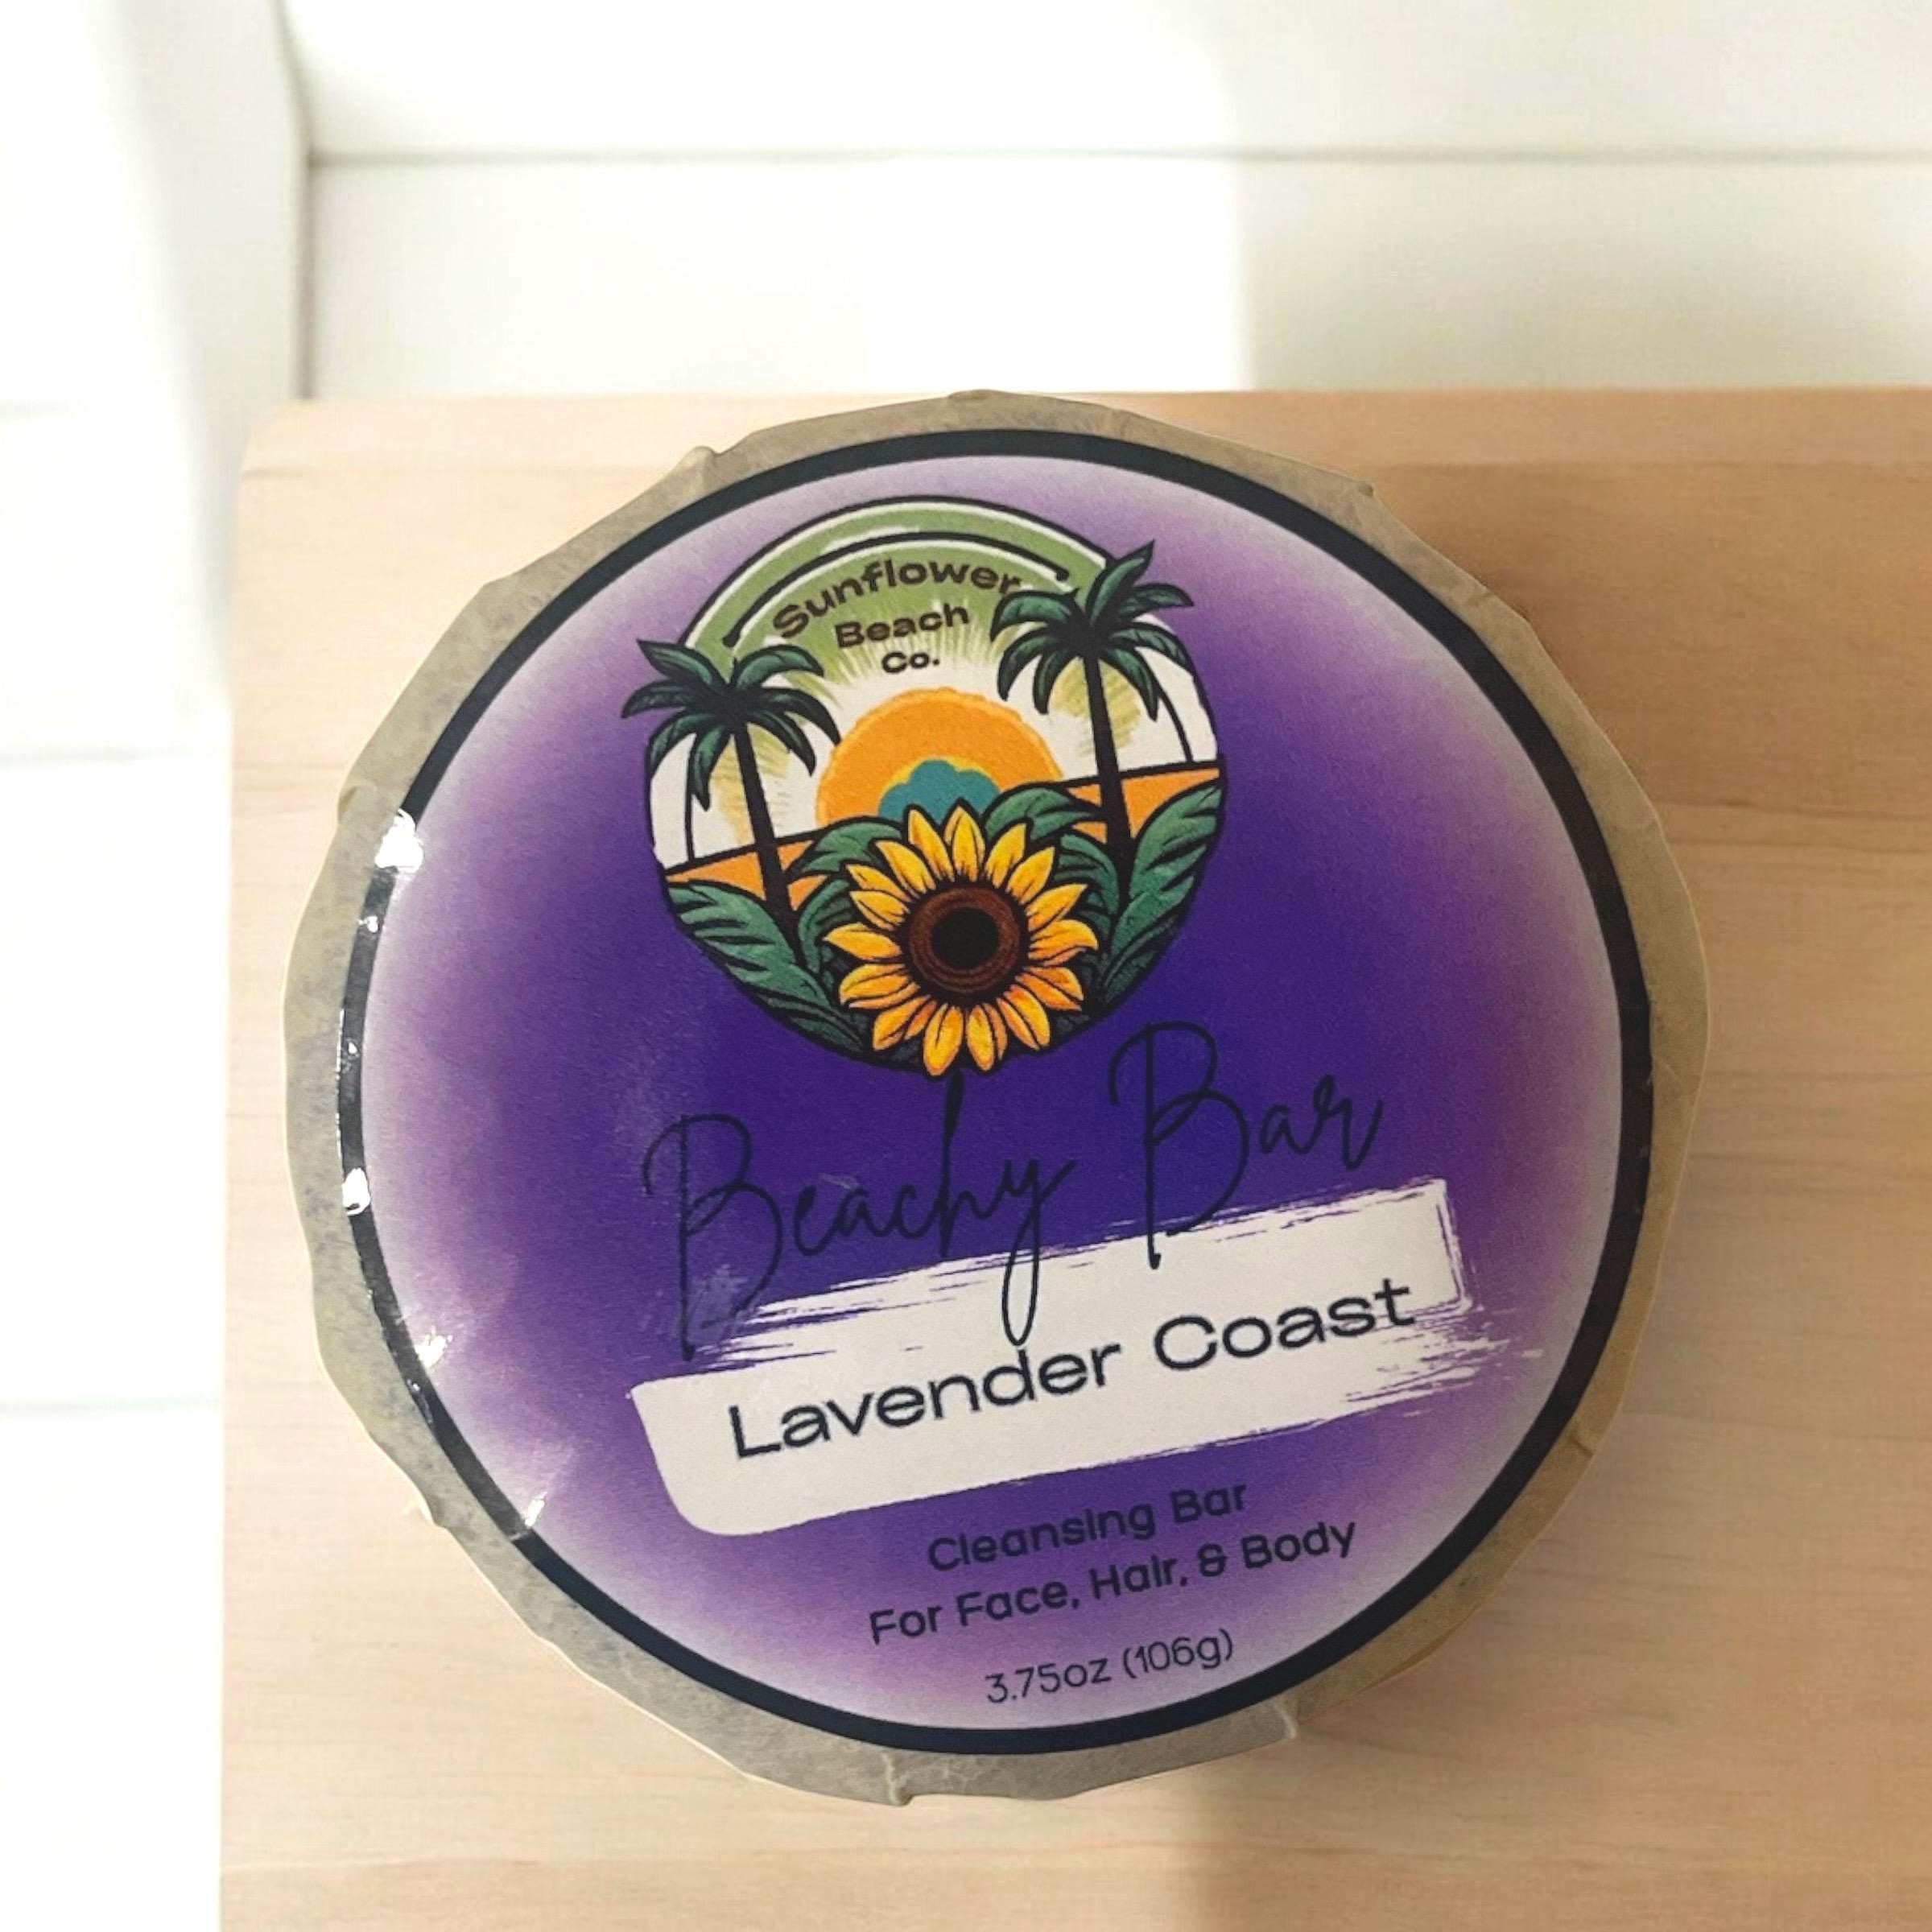 Sunflower
Beach
Co.
Beachy Bar
Lavender Coast
Cleansing Bar
For Face, Hair, & Body
3.75oz (106g)